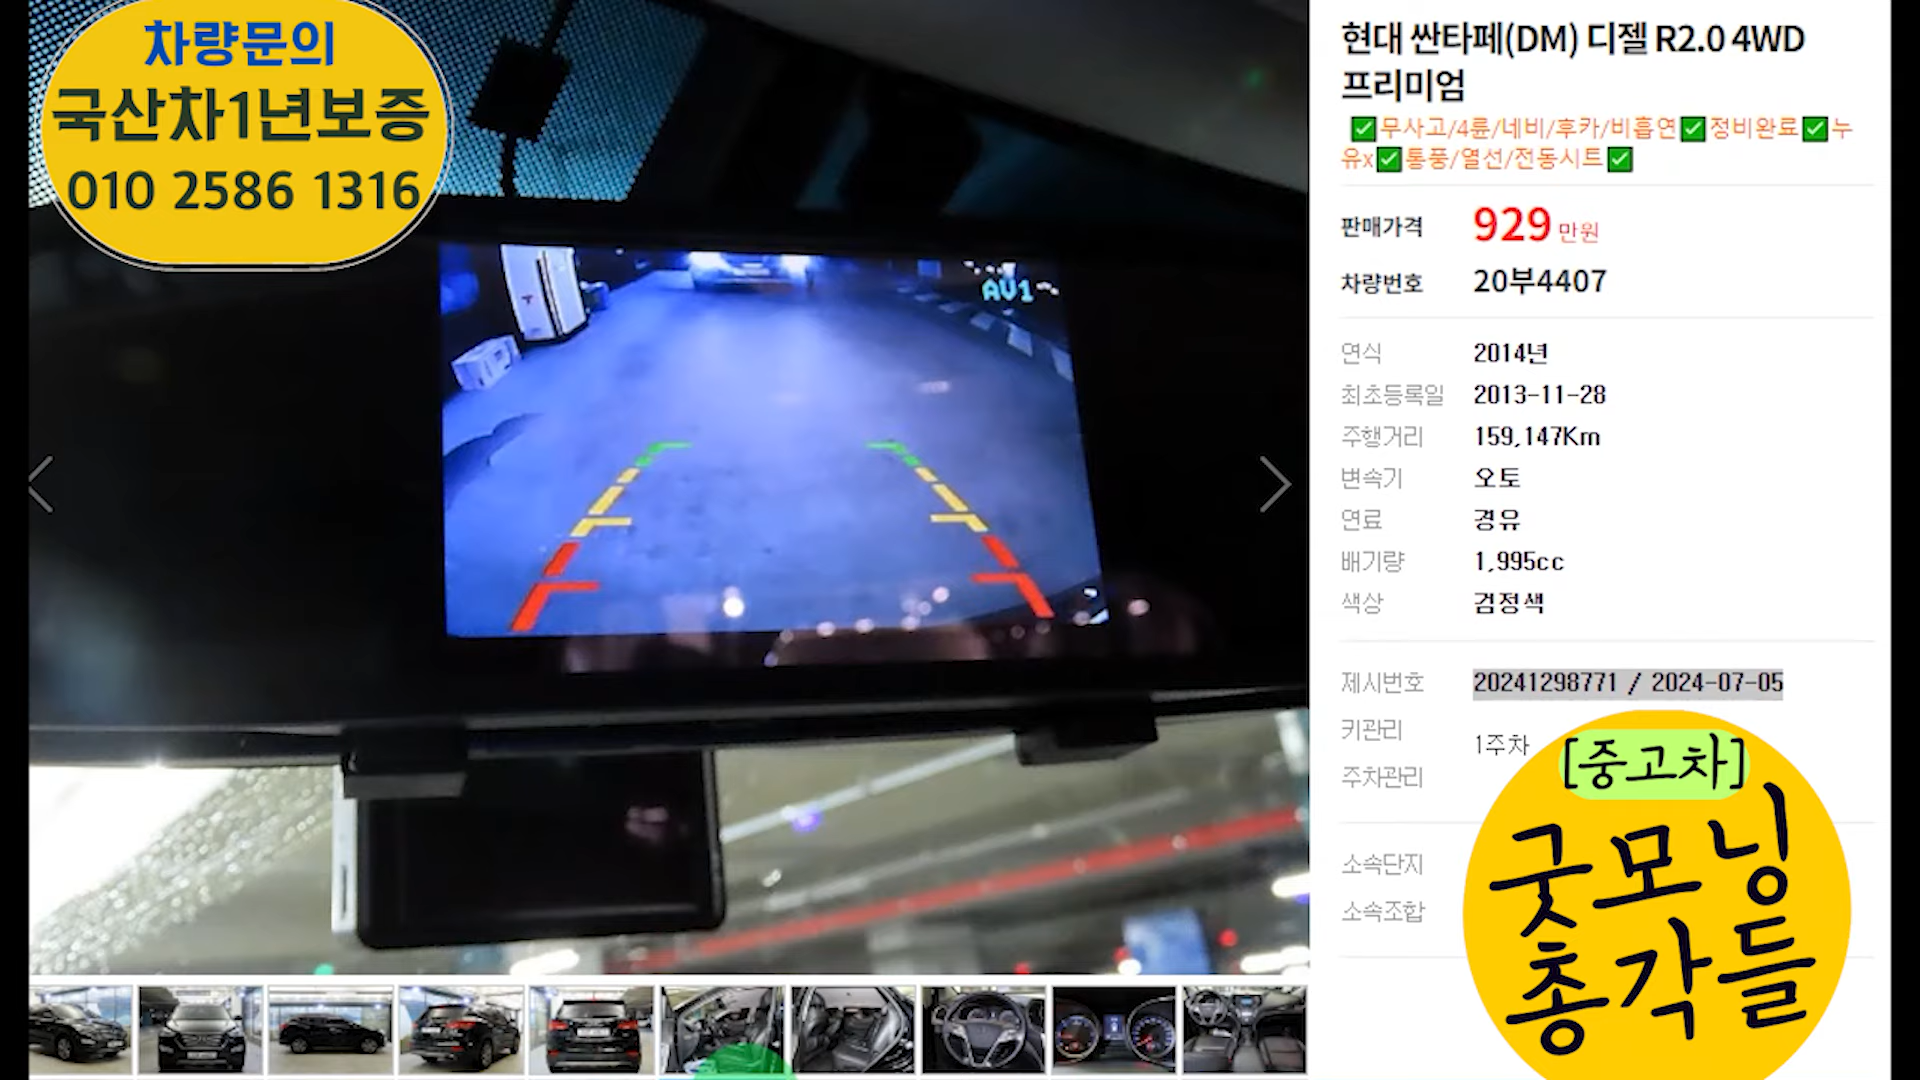 차량문의
국산차1년보증
010 2586 1316
AV1
현대 싼타페(DM) 디젤 R2.0 4WD
프리미엄
✅무사고/4륜/네비/후카/비흡연✅정비완료✅누
유x✅통풍/열선/전동시트✅
판매가격 929 만원
차량번호 20부4407
연식 2014년
최초등록일 2013-11-28
주행거리 159,147Km
변속기 오토
연료 경유
배기량 1,995cc
색상 검정색
제시번호 20241298771 / 2024-07-05
키관리
1주차
주차관리
소속단지
소속조합
[중고차]
굿모닝
총각들